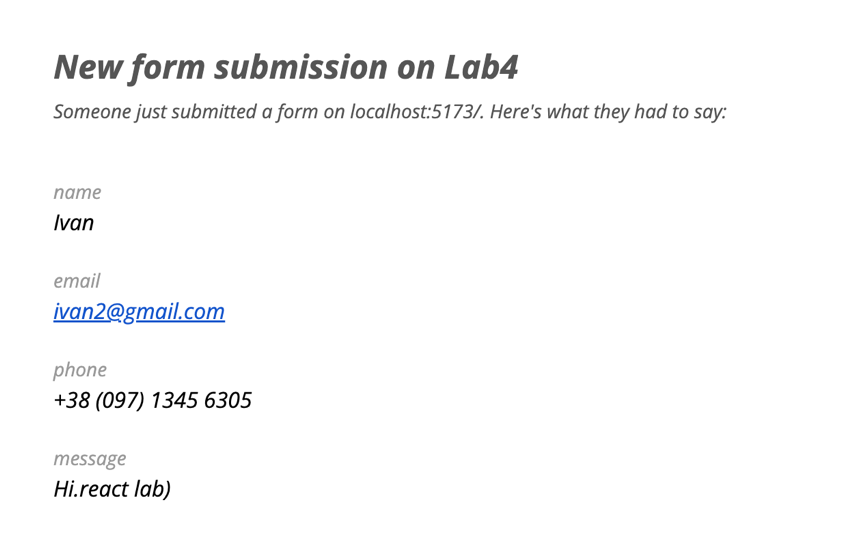 New form submission on Lab4
Someone just submitted a form on localhost:5173/. Here's what they had to say:
name
Ivan
email
ivan2@gmail.com
phone
+38 (097) 1345 6305
message
Hi.react lab)